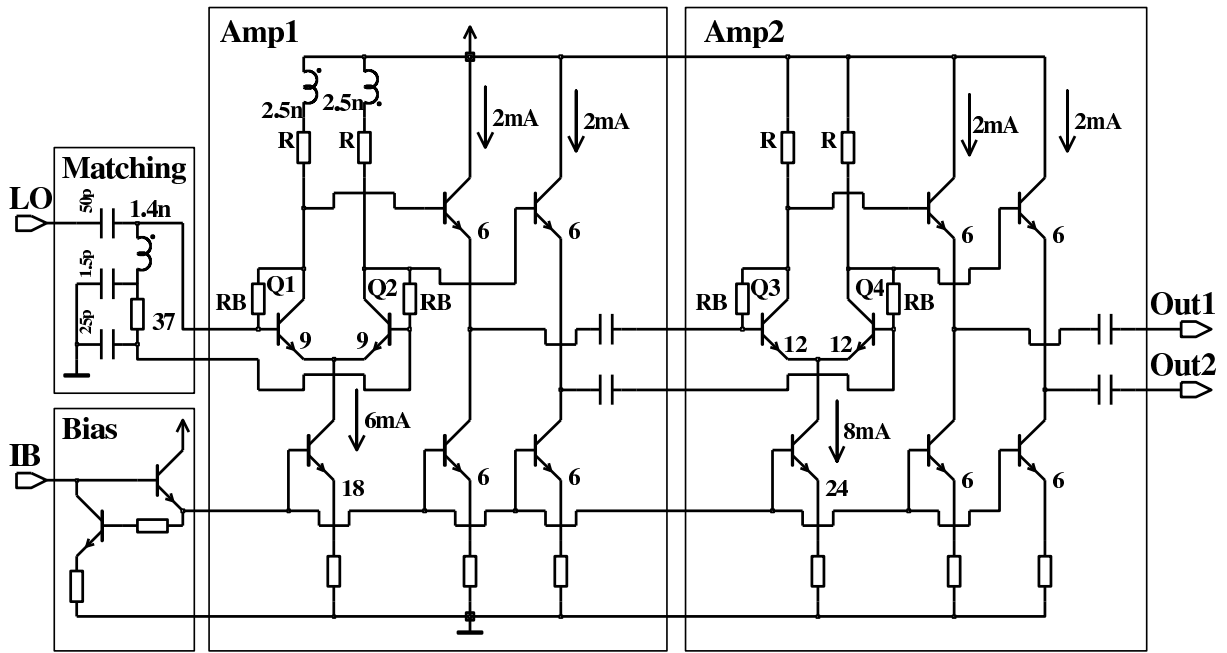 Amp1
Amp2
2.5n 2.5n
2mA 2mA 2mA 2mA
R R R R
Matching
LO 50p 1.4n
6 6 6 6
1.5p
Q1 Q2 Q3 Q4
RB RB RB RB
25p 37
9 9 12 12
Out1
Out2
6mA 8mA
Bias
IB
18 6 6 24 6 6